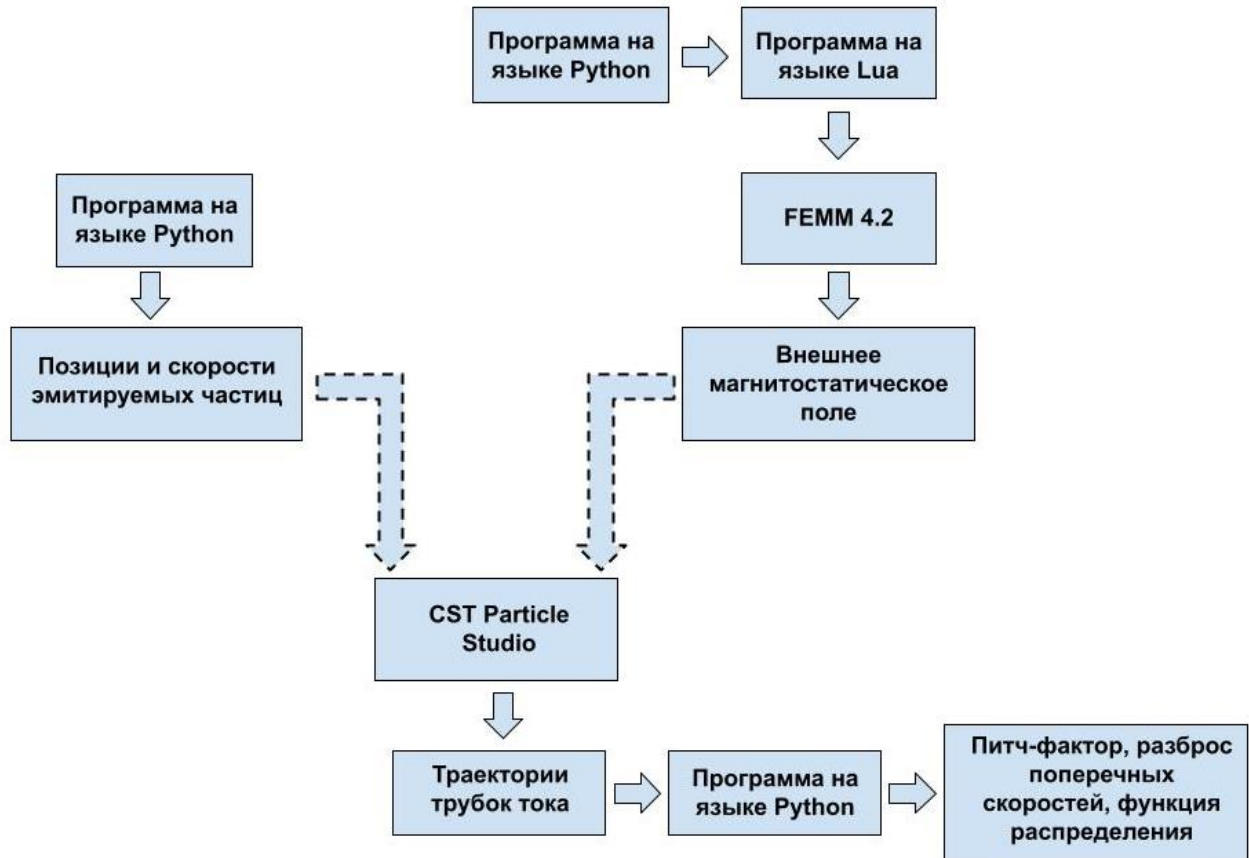 Программа на
языке Python
Программа на
языке Lua
FEMM 4.2
Программа на
языке Python
Позиции и скорости
эмитируемых частиц
Внешнее
магнитостатическое
поле
CST Particle
Studio
Траектории
трубок тока
Программа на
языке Python
Питч-фактор, разброс
поперечных
скоростей, функция
распределения